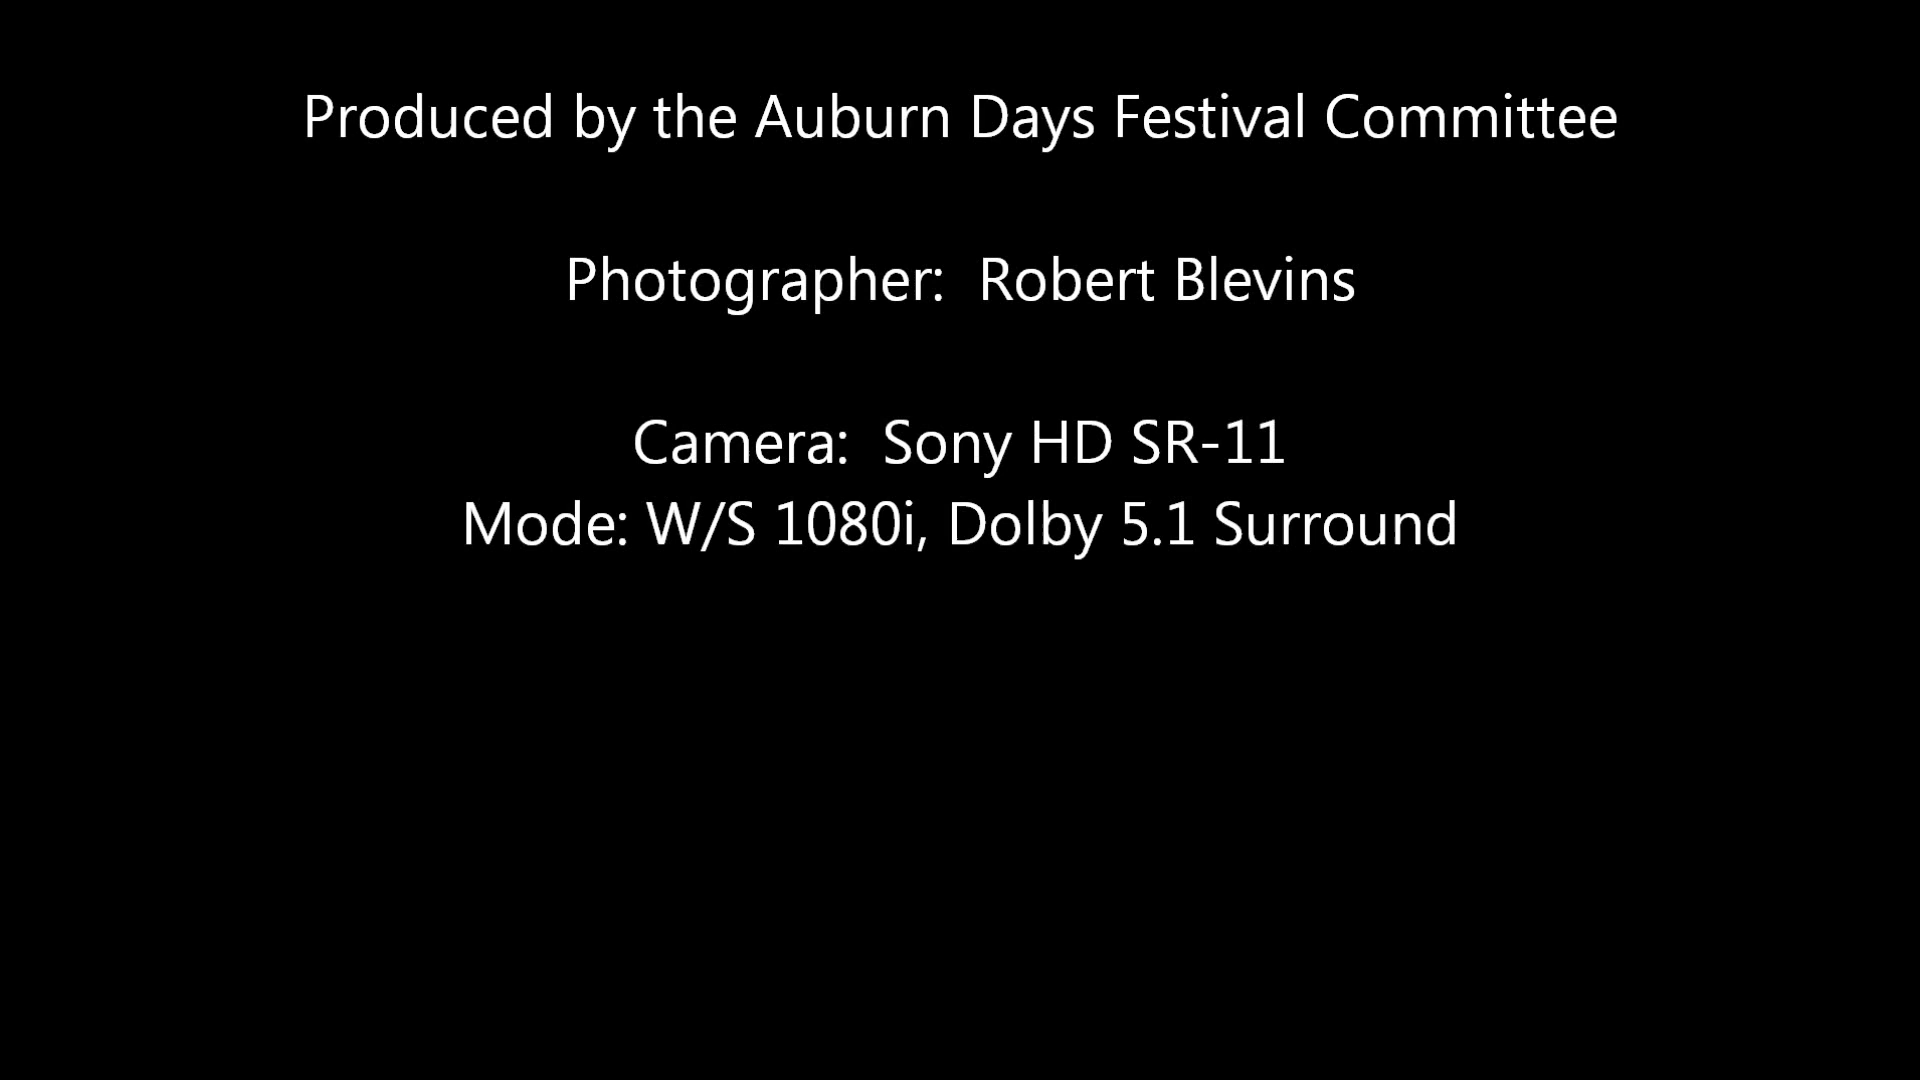 Produced by the Auburn Days Festival Committee
Photographer:  Robert Blevins
Camera:  Sony HD SR-11
Mode: W/S 1080i, Dolby 5.1 Surround